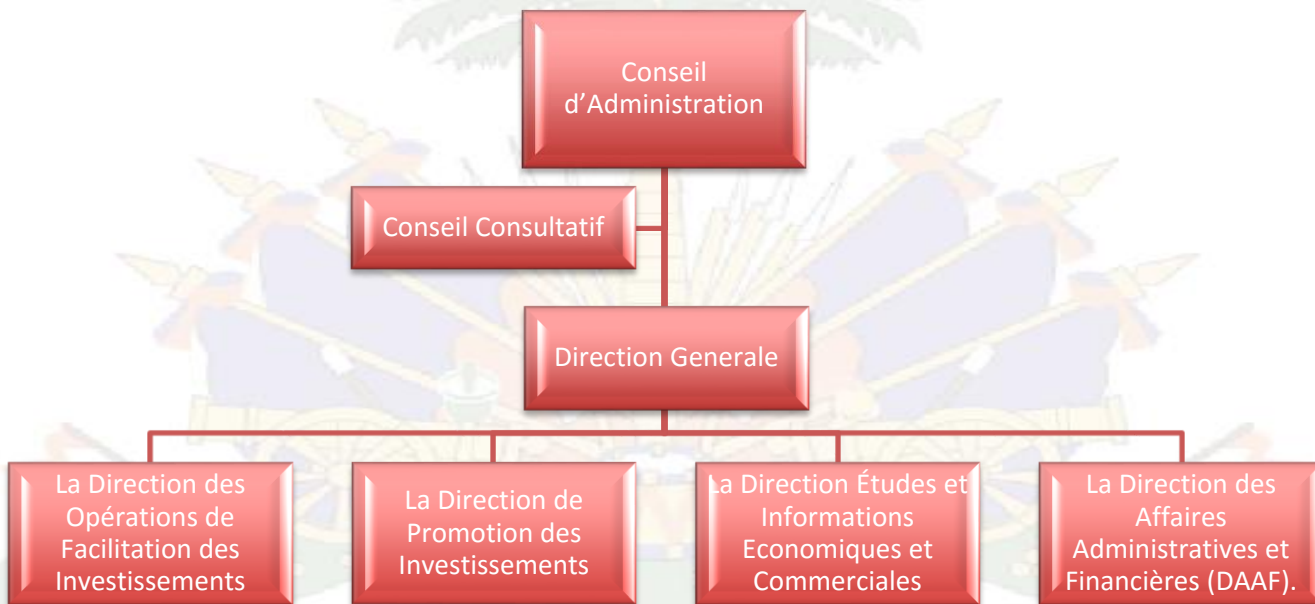 Conseil
d’Administration
Conseil Consultatif
Direction Generale
La Direction des
Opérations de
Facilitation des
Investissements
La Direction de
Promotion des
Investissements
La Direction Études et
Informations
Economiques et
Commerciales
La Direction des
Affaires
Administratives et
Financières (DAAF).